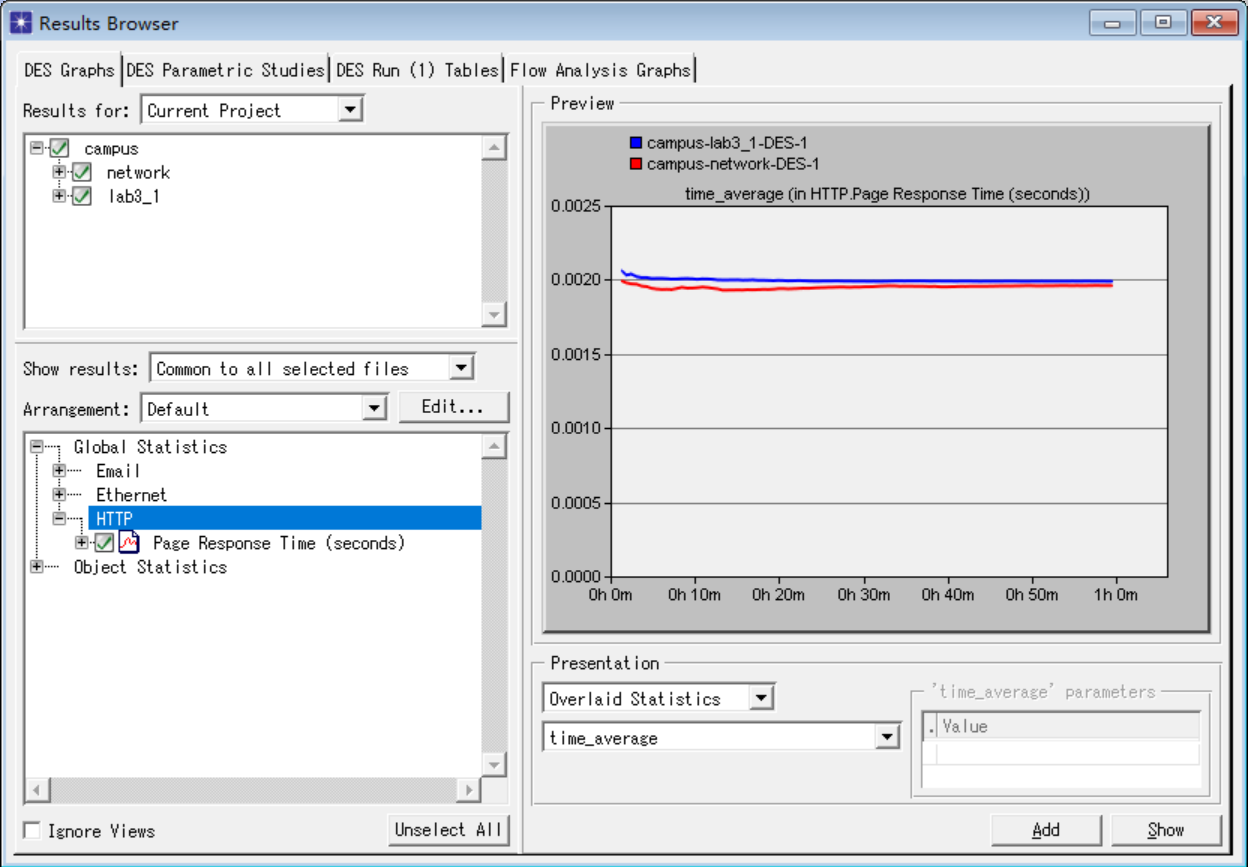 Results Browser
DES Graphs DES Parametric Studies DES Run (1) Tables Flow Analysis Graphs
Results for: Current Project
campus
network
lab3_1
Show results: Common to all selected files
Arrangement: Default Edit...
Global Statistics
Email
Ethernet
HTTP
Page Response Time (seconds)
Object Statistics
Ignore Views Unselect All
Preview
campus-lab3_1-DES-1
campus-network-DES-1
time_average (in HTTP.Page Response Time (seconds))
0.0025
0.0020
0.0015
0.0010
0.0005
0.0000
0h 0m 0h 10m 0h 20m 0h 30m 0h 40m 0h 50m 1h 0m
Presentation
Overlaid Statistics
time_average
'time_average' parameters
. Value
Add Show